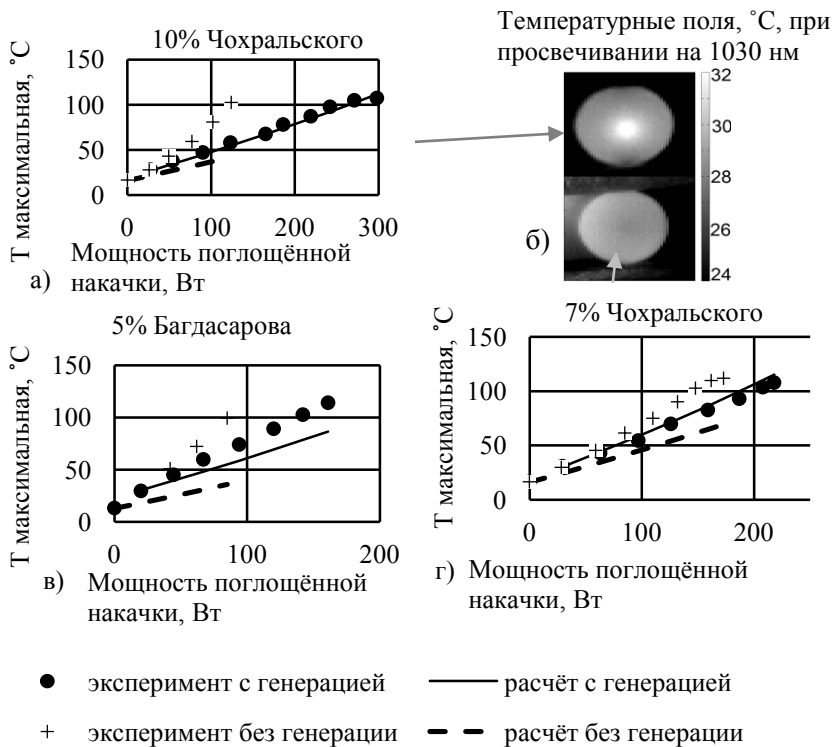 10% Чохральского
Т максимальная, ˚С
150
100
50
0
0 100 200 300
Мощность поглощённой
накачки, Вт
а)
Температурные поля, ˚С, при
просвечивании на 1030 нм
32
30
28
26
24
б)
5% Багдасарова
Т максимальная, ˚С
150
100
50
0
0 100 200
в)
Мощность поглощённой
накачки, Вт
7% Чохральского
Т максимальная, ˚С
150
100
50
0
0 100 200
г)
Мощность поглощённой
накачки, Вт
эксперимент с генерацией
расчёт с генерацией
эксперимент без генерации
расчёт без генерации